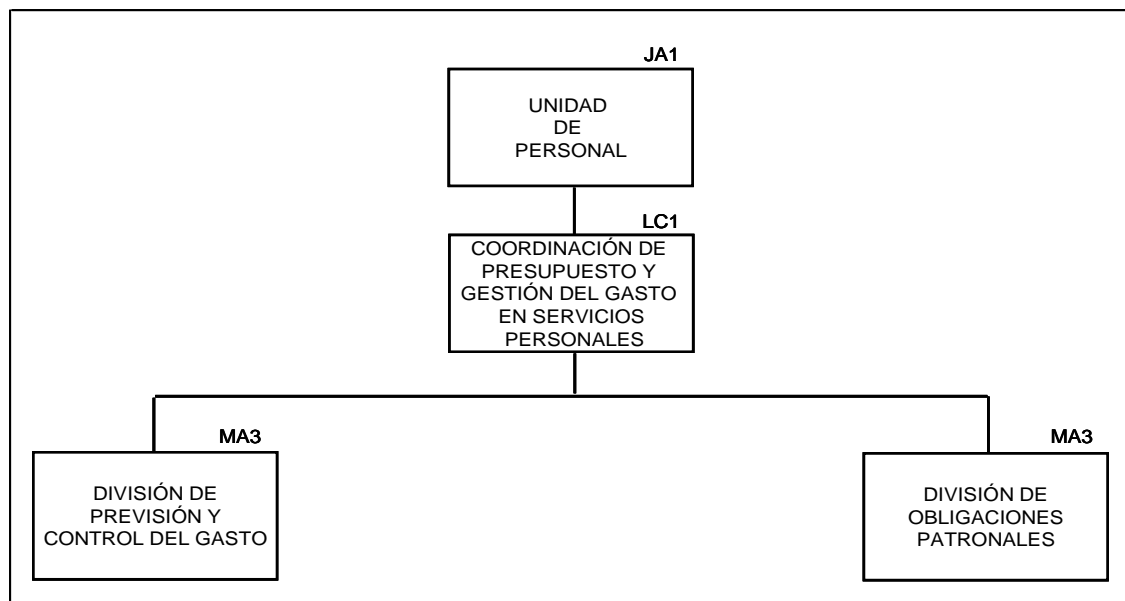 JA1
UNIDAD
DE
PERSONAL
LC1
COORDINACIÓN DE
PRESUPUESTO Y
GESTIÓN DEL GASTO
EN SERVICIOS
PERSONALES
MA3
DIVISIÓN DE
PREVISIÓN Y
CONTROL DEL GASTO
MA3
DIVISIÓN DE
OBLIGACIONES
PATRONALES